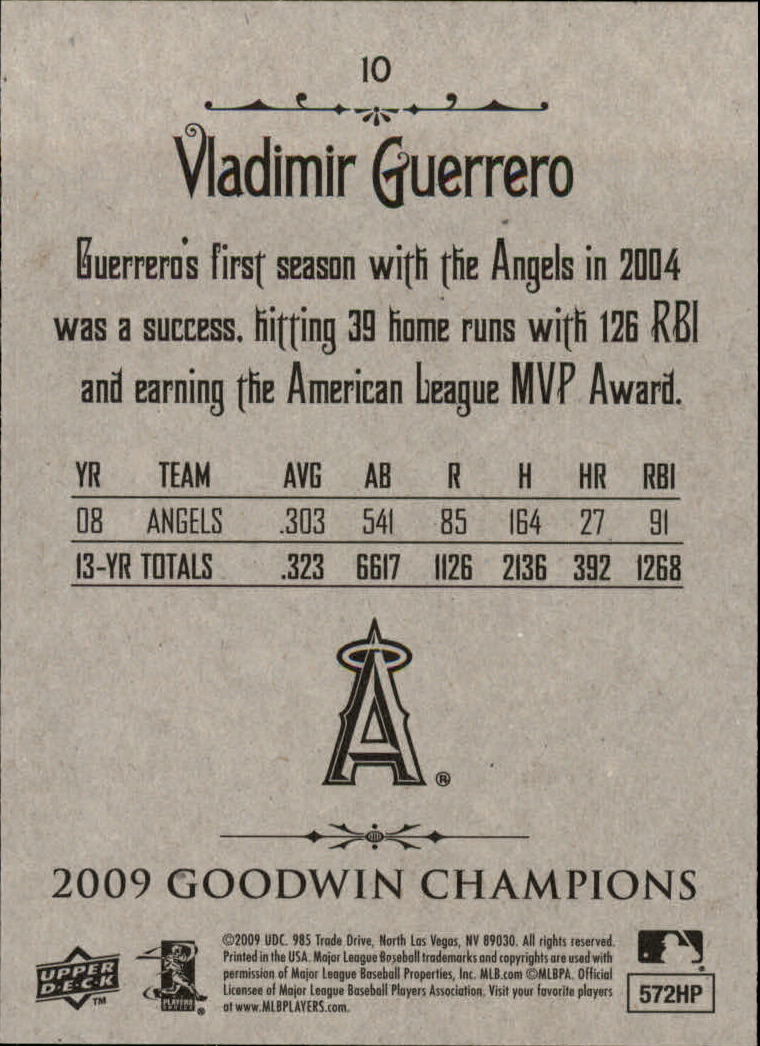 10
Vladimir Guerrero
Guerrero's first season with the Angels in 2004
was a success, hitting 39 home runs with 126 RBI
and earning the American League MVP Award.
YR TEAM AVG AB R H HR RBI
08 ANGELS .303 541 85 164 27 91
13-YR TOTALS .323 6617 1126 2136 392 1268
A®
2009 GOODWIN CHAMPIONS
©2009 UDC. 985 Trade Drive, North Las Vegas, NV 89030. All rights reserved.
Printed in the USA. Major League Baseball trademarks and copyrights are used with
permission of Major League Baseball Properties, Inc. MLB.com ©MLBPA. Official
Licensee of Major League Baseball Players Association. Visit your favorite players
at www.MLBPLAYERS.com.
UPPER
D·E·C·K
TM
PLAYERS
CHOICE
®
572HP